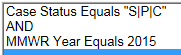 Case Status Equals "S|P|C"
AND
MMWR Year Equals 2015